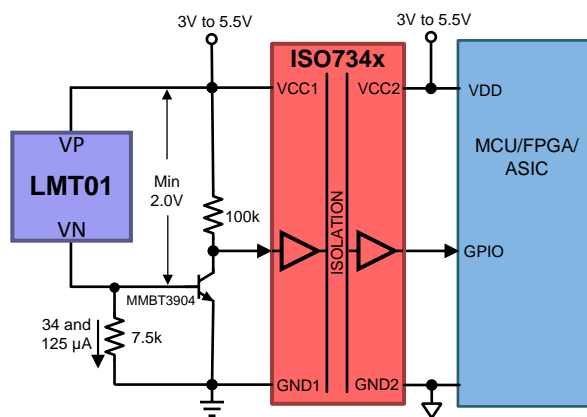 3V to 5.5V
3V to 5.5V
ISO734x
VCC1
VCC2
VDD
MCU/FPGA/
ASIC
VP
LMT01
VN
Min
2.0V
100k
ISOLATION
GPIO
MMBT3904
34 and
125 µA
7.5k
GND1
GND2